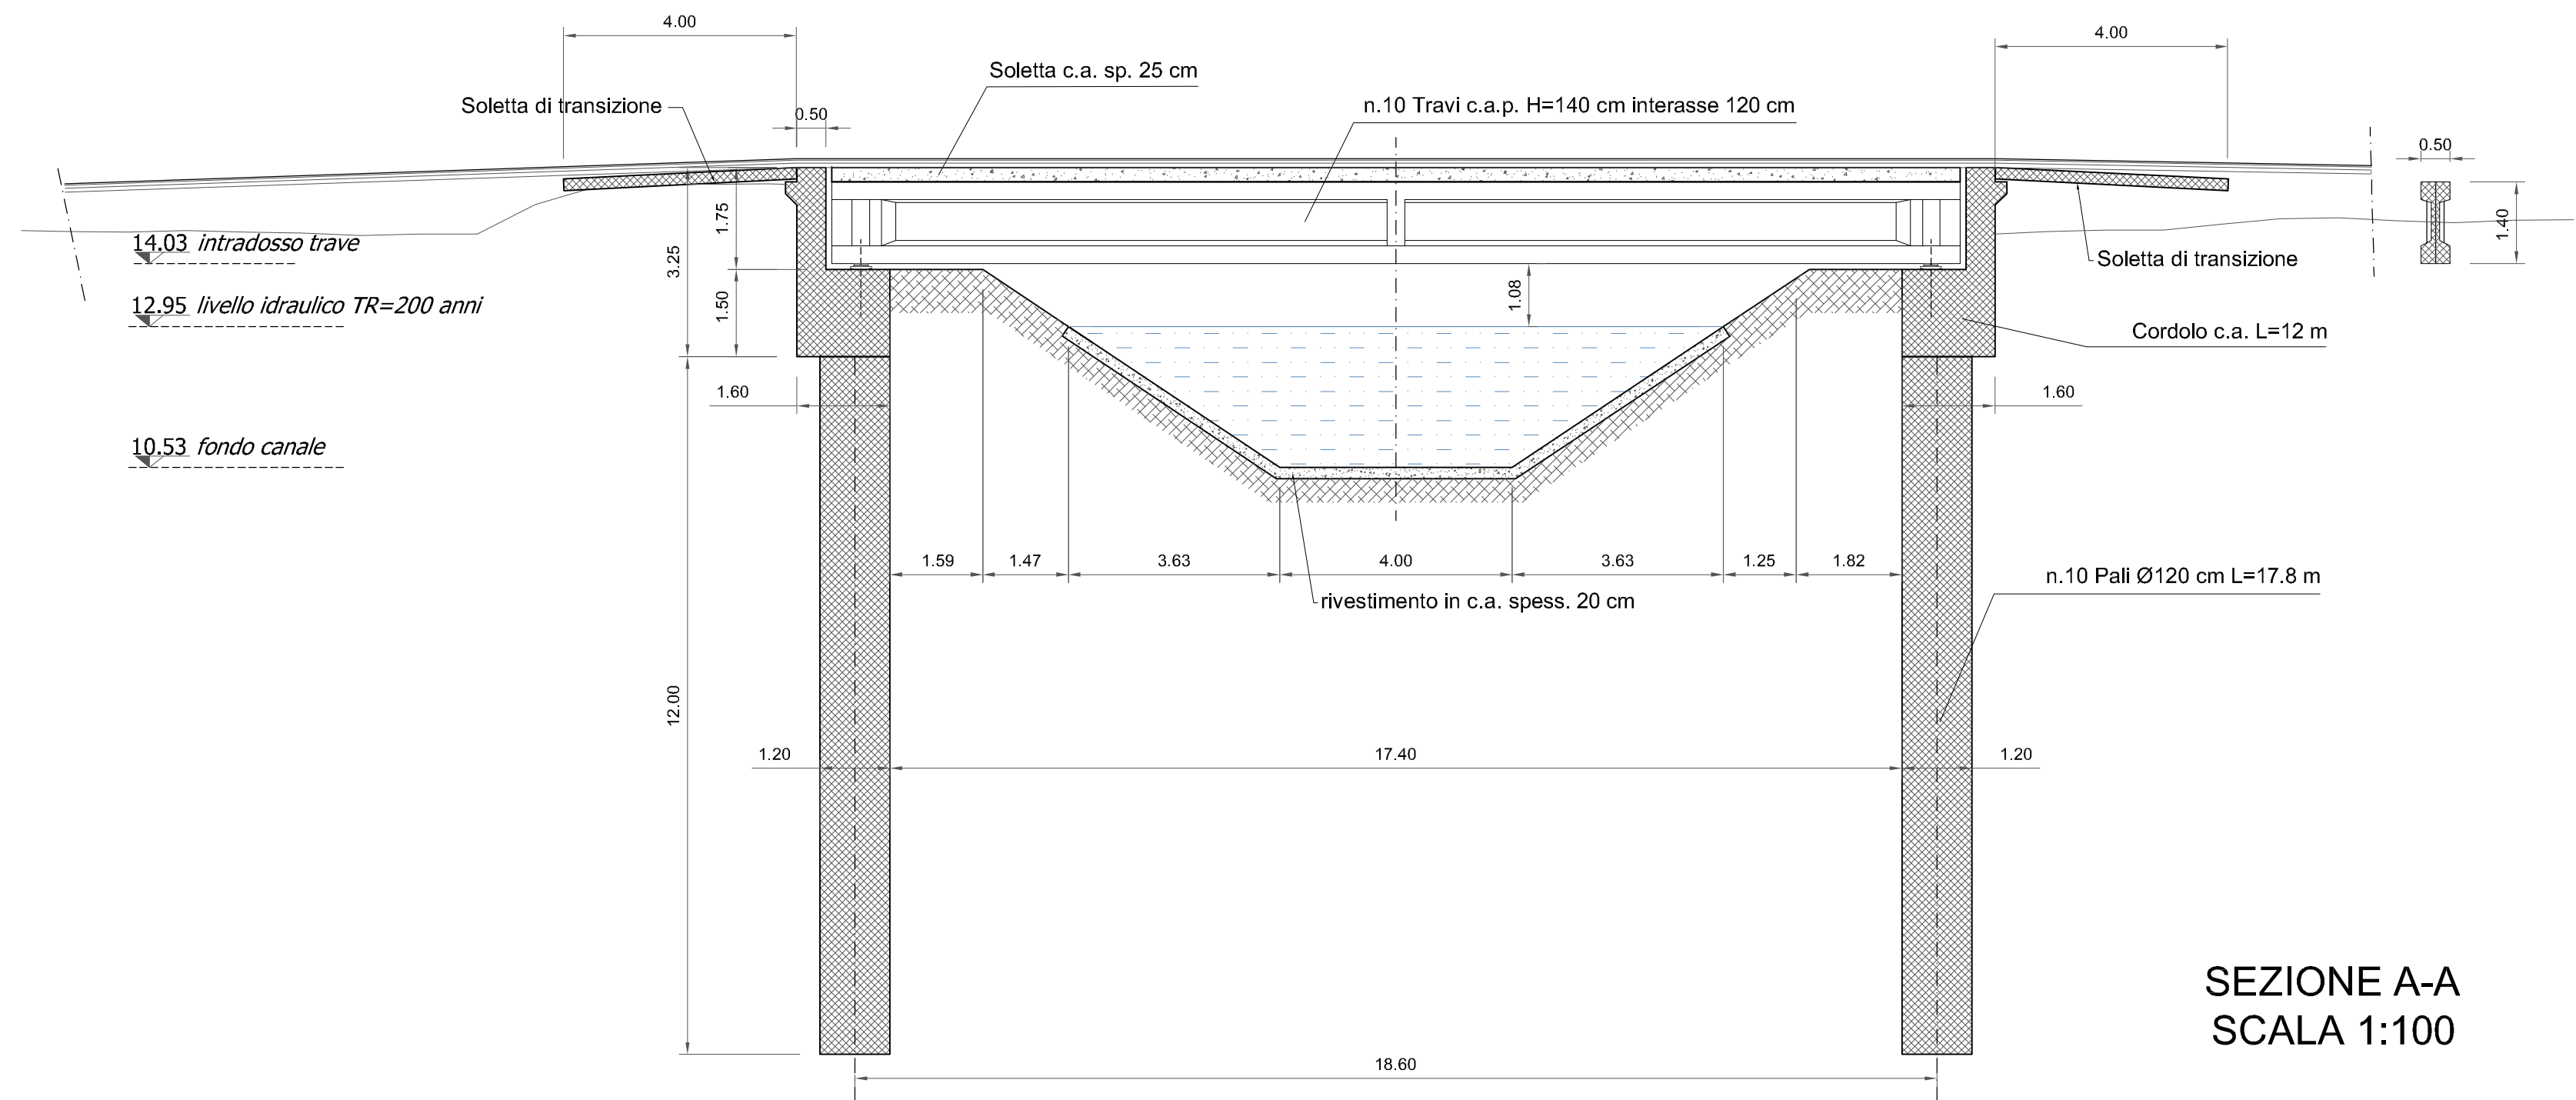 4.00
4.00
Soletta c.a. sp. 25 cm
Soletta di transizione
n.10 Travi c.a.p. H=140 cm interasse 120 cm
0.50
0.50
14.03 intradosso trave
1.75
3.25
1.40
Soletta di transizione
12.95 livello idraulico TR=200 anni
1.50
1.08
Cordolo c.a. L=12 m
1.60
1.60
10.53 fondo canale
1.59
1.47
3.63
4.00
3.63
1.25
1.82
n.10 Pali Ø120 cm L=17.8 m
rivestimento in c.a. spess. 20 cm
12.00
1.20
17.40
1.20
SEZIONE A-A
SCALA 1:100
18.60